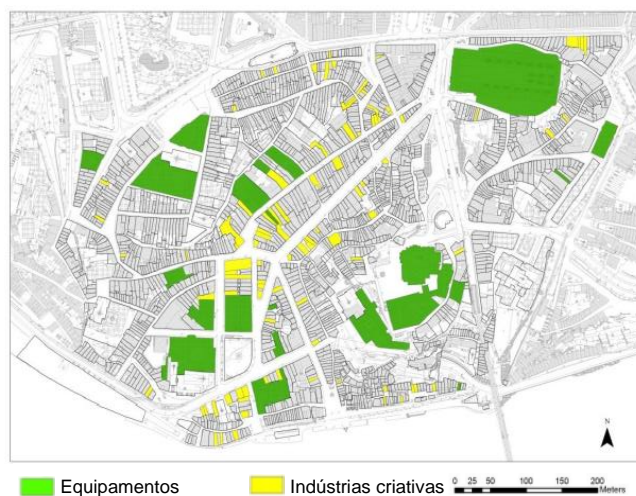 N
Equipamentos
Indústrias criativas
0 25 50 100 150 200
Meters